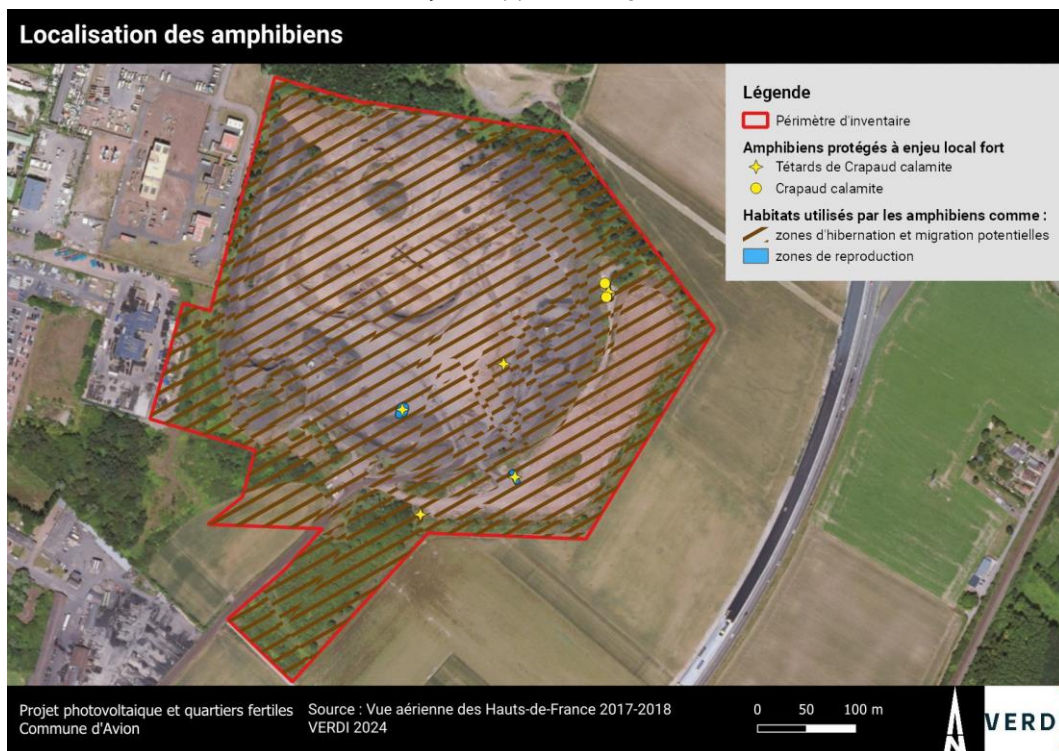 Localisation des amphibiens
Légende
Périmètre d'inventaire
Amphibiens protégés à enjeu local fort
Tétards de Crapaud calamite
Crapaud calamite
Habitats utilisés par les amphibiens comme :
zones d'hibernation et migration potentielles
zones de reproduction
Projet photovoltaique et quartiers fertiles
Commune d'Avion
Source : Vue aérienne des Hauts-de-France 2017-2018
VERDI 2024
0 50 100 m
N
VERD